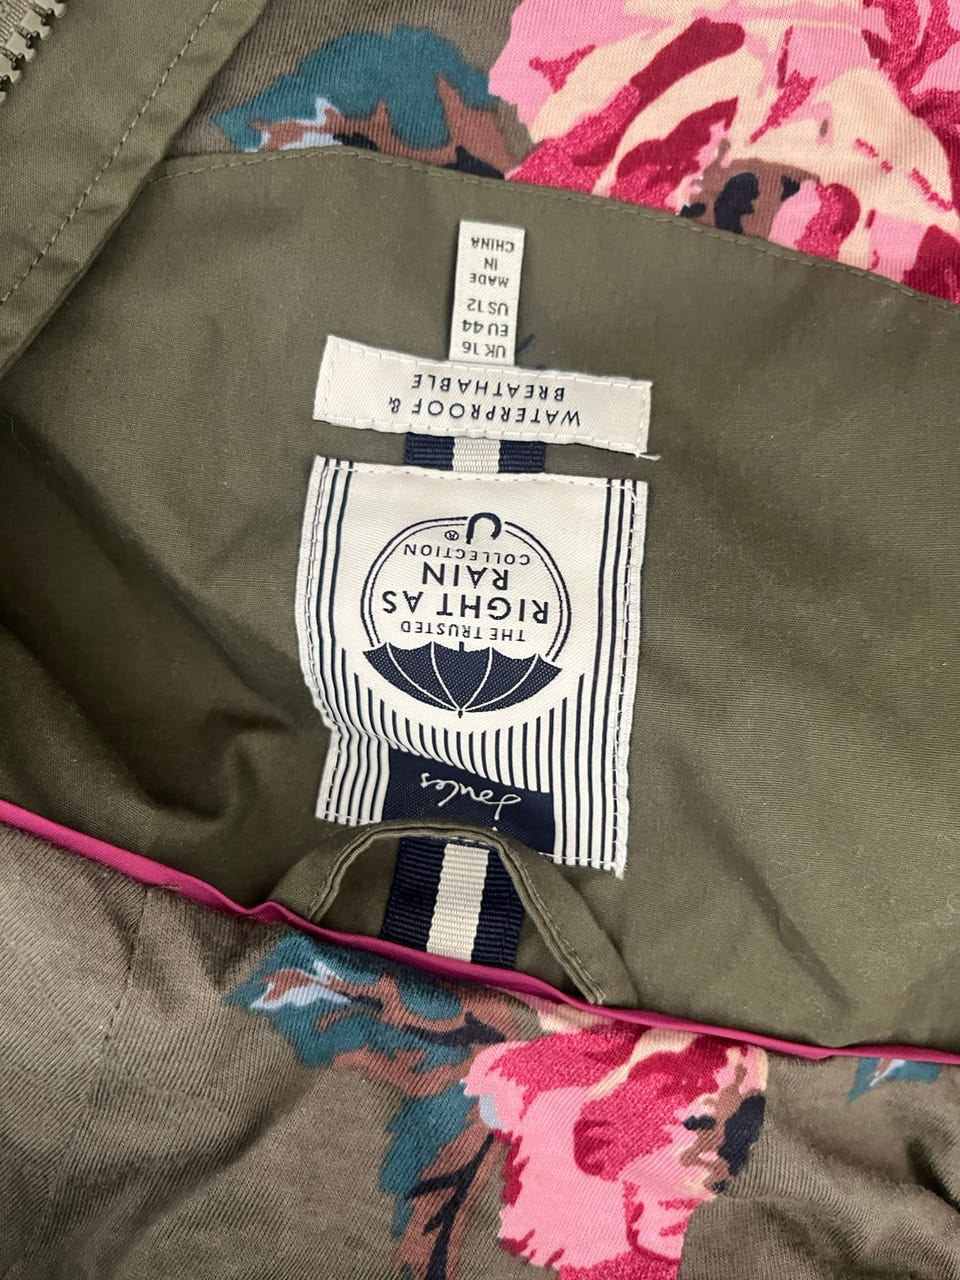 Joules
THE TRUSTED
RIGHT AS
RAIN
COLLECTION
®
WATERPROOF &
BREATHABLE
UK 16
EU 44
US 12
MADE
IN
CHINA